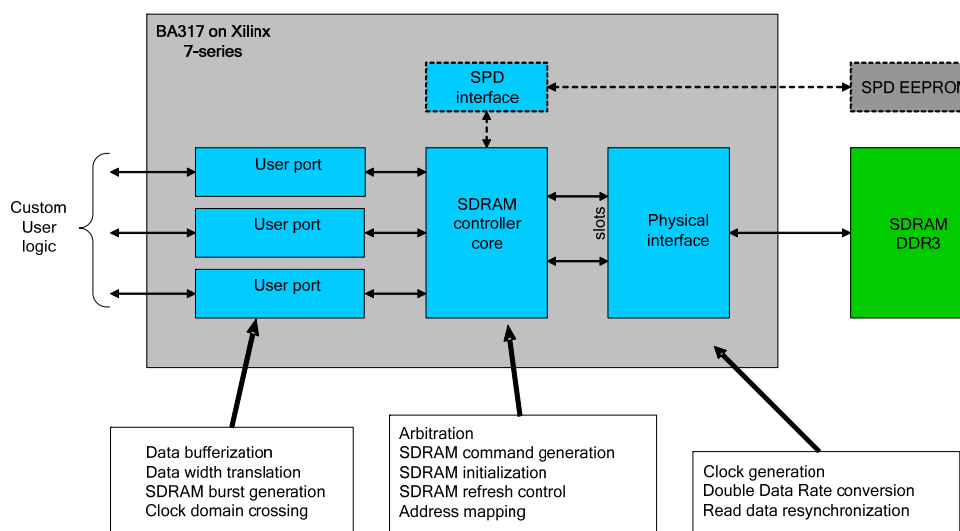 BA317 on Xilinx
7-series
SPD
interface
SPD EEPROM
User port
User port
User port
Custom
User
logic
SDRAM
controller
core
slots
Physical
interface
SDRAM
DDR3
Data bufferization
Data width translation
SDRAM burst generation
Clock domain crossing
Arbitration
SDRAM command generation
SDRAM initialization
SDRAM refresh control
Address mapping
Clock generation
Double Data Rate conversion
Read data resynchronization